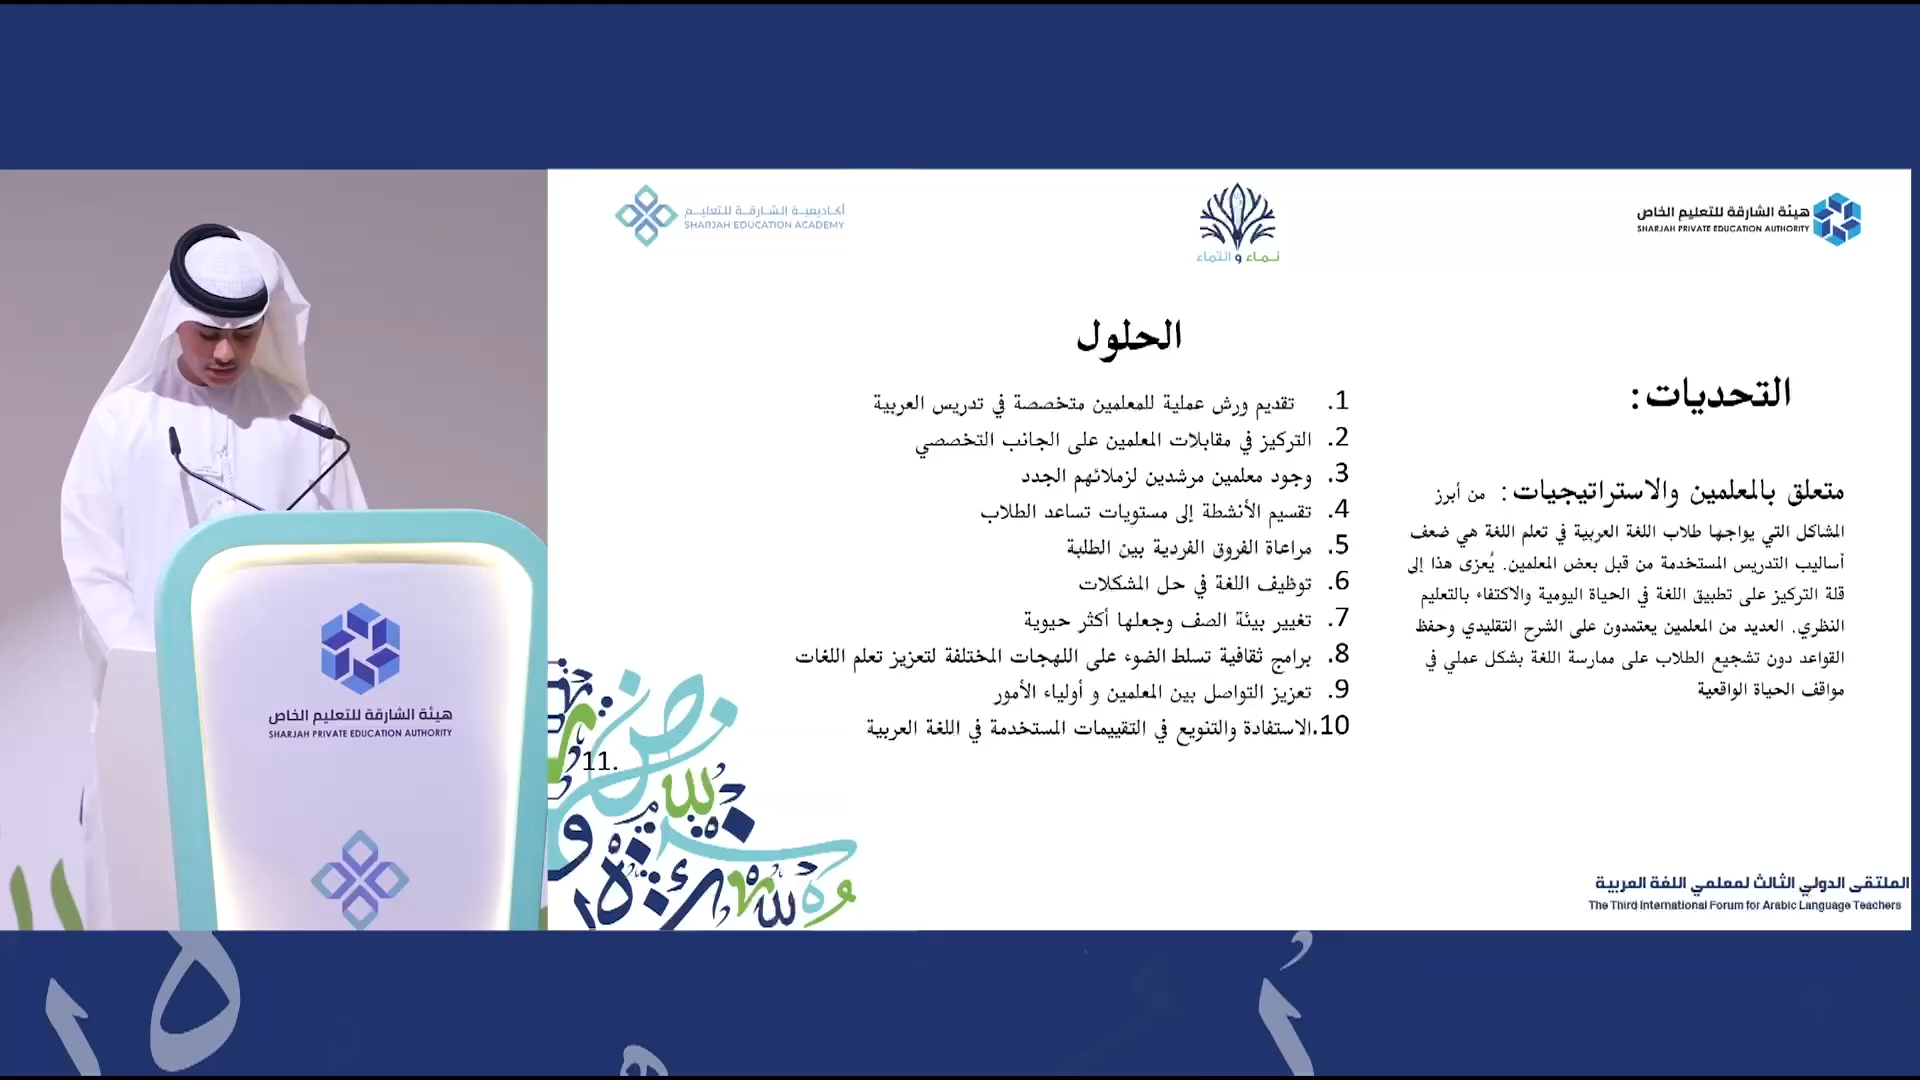 هيئة الشارقة للتعليم الخاص
SHARJAH PRIVATE EDUCATION AUTHORITY
نـمـاء و انتماء
أكـاديميـة الـشـارقــة للـتعليـم
SHARJAH EDUCATION ACADEMY
التحديات:
متعلق بالمعلمين والاستراتيجيات: من أبرز
المشاكل التي يواجها طلاب اللغة العربية في تعلم اللغة هي ضعف
أساليب التدريس المستخدمة من قبل بعض المعلمين. يُعزى هذا إلى
قلة التركيز على تطبيق اللغة في الحياة اليومية والاكتفاء بالتعليم
النظري. العديد من المعلمين يعتمدون على الشرح التقليدي وحفظ
القواعد دون تشجيع الطلاب على ممارسة اللغة بشكل عملي في
مواقف الحياة الواقعية
الحلول
1. تقديم ورش عملية للمعلمين متخصصة في تدريس العربية
2. التركيز في مقابلات المعلمين على الجانب التخصصي
3. وجود معلمين مرشدين لزملائهم الجدد
4. تقسيم الأنشطة إلى مستويات تساعد الطلاب
5. مراعاة الفروق الفردية بين الطلبة
6. توظيف اللغة في حل المشكلات
7. تغيير بيئة الصف وجعلها أكثر حيوية
8. برامج ثقافية تسلط الضوء على اللهجات المختلفة لتعزيز تعلم اللغات
9. تعزيز التواصل بين المعلمين و أولياء الأمور
10. الاستفادة والتنويع في التقييمات المستخدمة في اللغة العربية
11.
الملتقى الدولي الثالث لمعلمي اللغة العربية
The Third International Forum for Arabic Language Teachers
هيئة الشارقة للتعليم الخاص
SHARJAH PRIVATE EDUCATION AUTHORITY